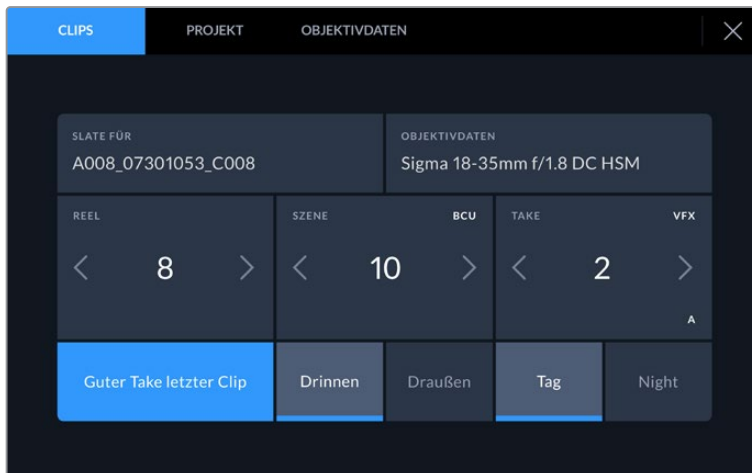 CLIPS PROJEKT OBJEKTIVDATEN
SLATE FÜR OBJEKTIVDATEN
A008_07301053_C008 Sigma 18-35mm f/1.8 DC HSM
REEL SZENE BCU TAKE VFX
8 10 2
A
Guter Take letzter Clip Drinnen Draußen Tag Night